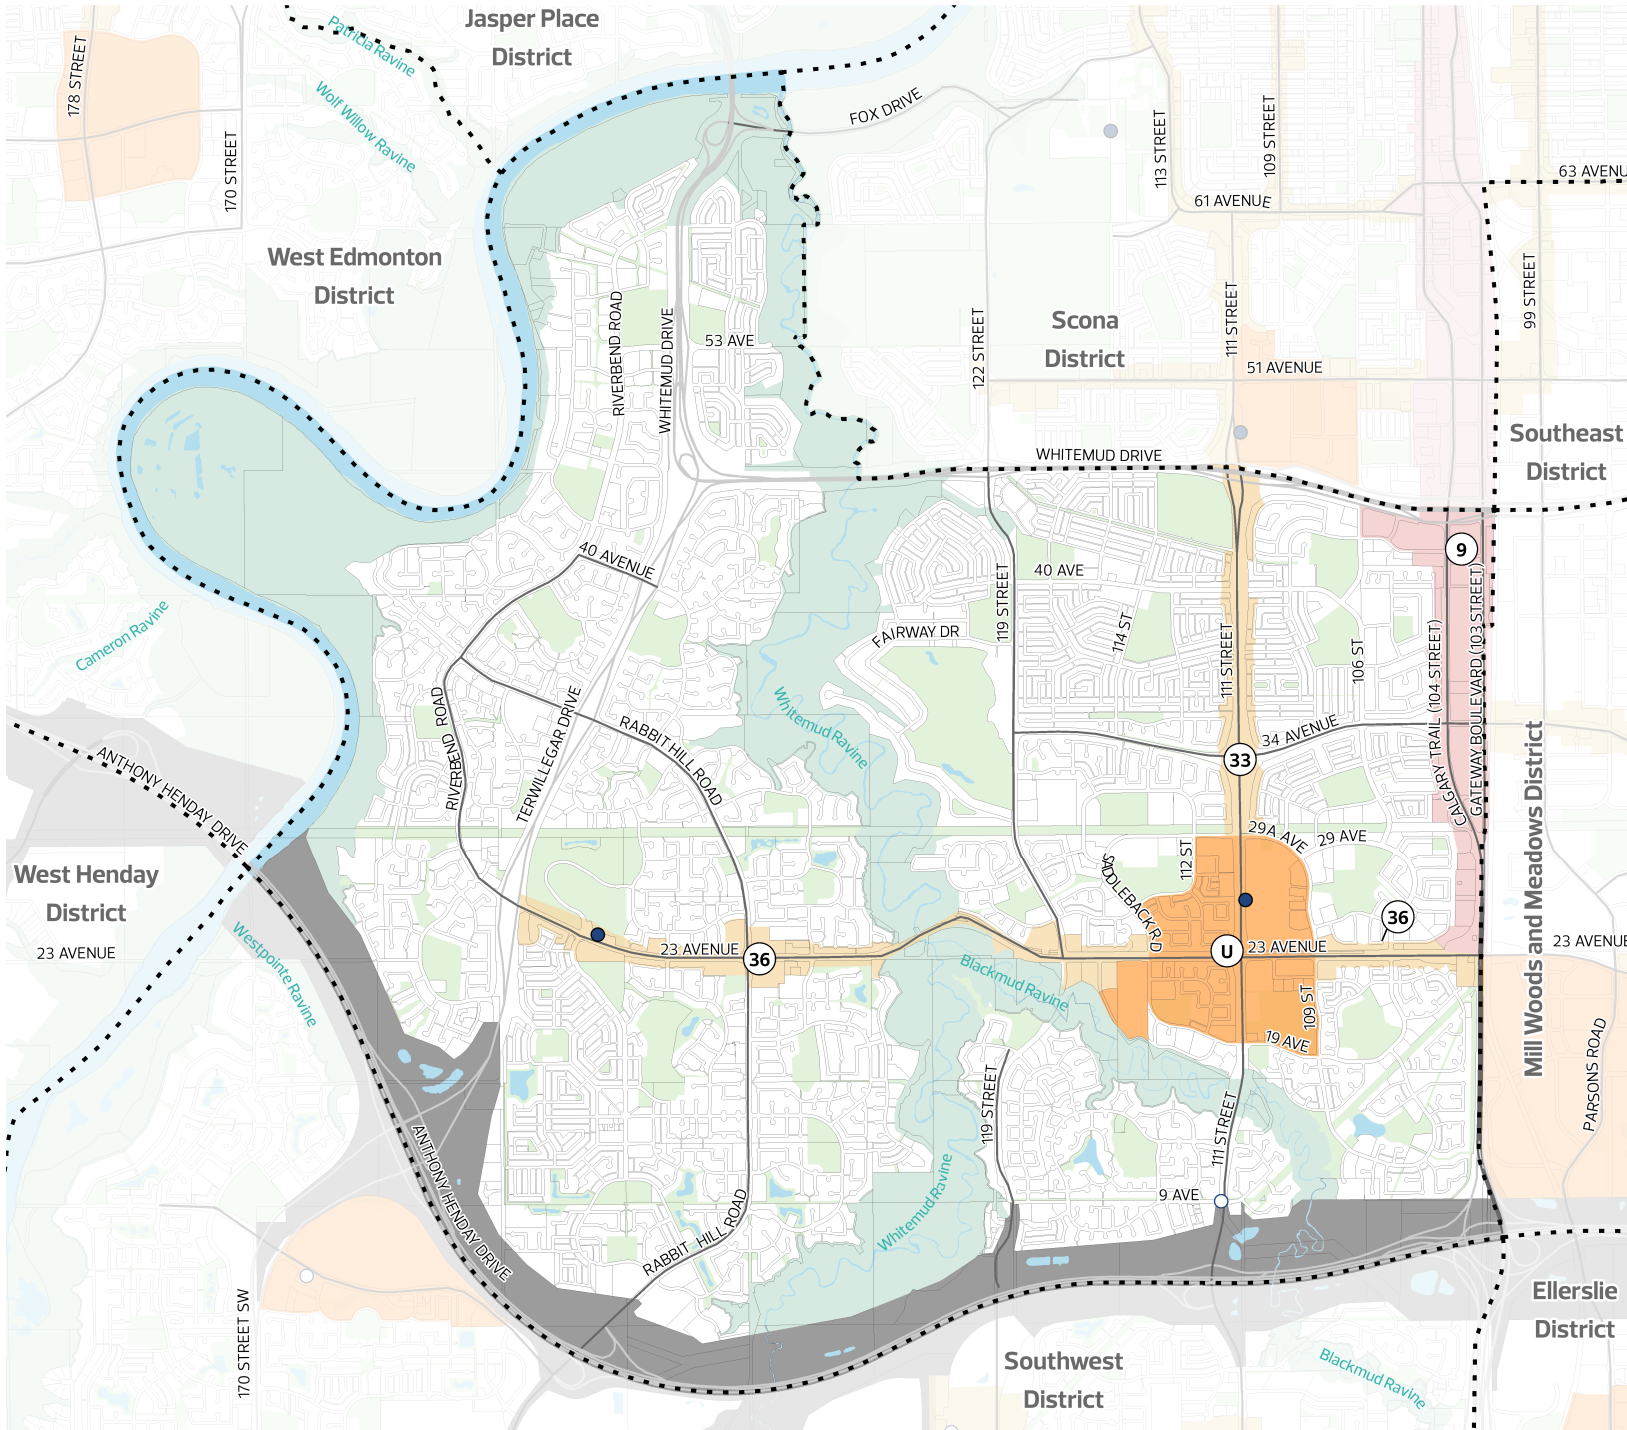 Jasper Place
District
Patricia Ravine
178 STREET
Wolf Willow Ravine
FOX DRIVE
113 STREET
109 STREET
170 STREET
63 AVENU
61 AVENUE
West Edmonton
District
99 STREET
111 STREET
RIVERBEND ROAD
WHITEMUD DRIVE
53 AVE
122 STREET
Scona
District
51 AVENUE
Southeast
District
WHITEMUD DRIVE
9
40 AVENUE
40 AVE
119 STREET
GATEWAY BOULEVARD (103 STREET)
Cameron Ravine
FAIRWAY DR
114 ST
111 STREET
106 ST
CALGARY TRAIL (104 STREET)
RIVERBEND ROAD
TERWILLEGAR DRIVE
RABBIT HILL ROAD
Whitemud Ravine
34 AVENUE
33
ANTHONY HENDAY DRIVE
Mill Woods and Meadows District
29A AVE
29 AVE
112 ST
SADDLEBACK RD
West Henday
District
36
23 AVENUE
Westpointe Ravine
23 AVENUE
36
U
23 AVENUE
23 AVENUE
Blackmud Ravine
109 ST
19 AVE
PARSONS ROAD
119 STREET
111 STREET
ANTHONY HENDAY DRIVE
Whitemud Ravine
9 AVE
RABBIT HILL ROAD
170 STREET SW
Ellerslie
District
Southwest
District
Blackmud Ravine